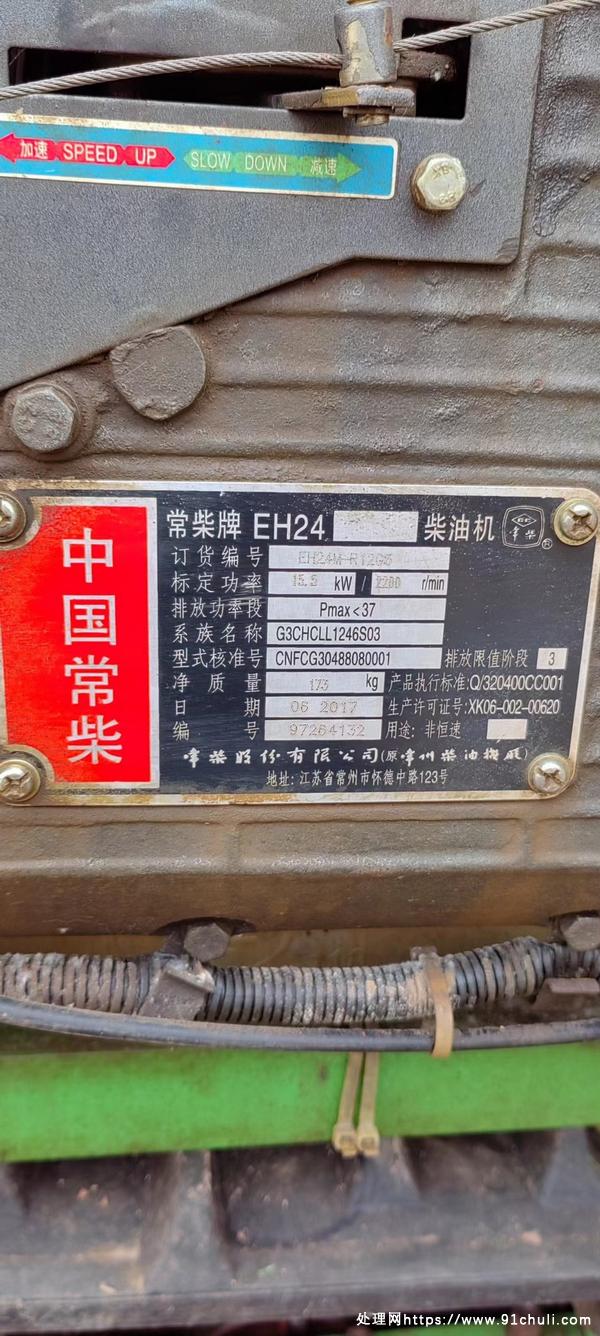 加速 SPEED UP SLOW DOWN 减速
中国常柴
常柴牌 EH24 柴油机
订货编号
标定功率 15.5 kW / 2200 r/min
排放功率段 Pmax<37
系族名称 G3CHCLL1246S03
型式核准号 CNFCG30488080001 排放限值阶段 3
净质量 173 kg 产品执行标准:Q/320400CC001
日期 06 2017 生产许可证号:XK06-002-00620
编号 97264132 用途: 非恒速
常柴股份有限公司(原常州柴油机厂)
地址: 江苏省常州市怀德中路123号
处理网https://www.91chuli.com